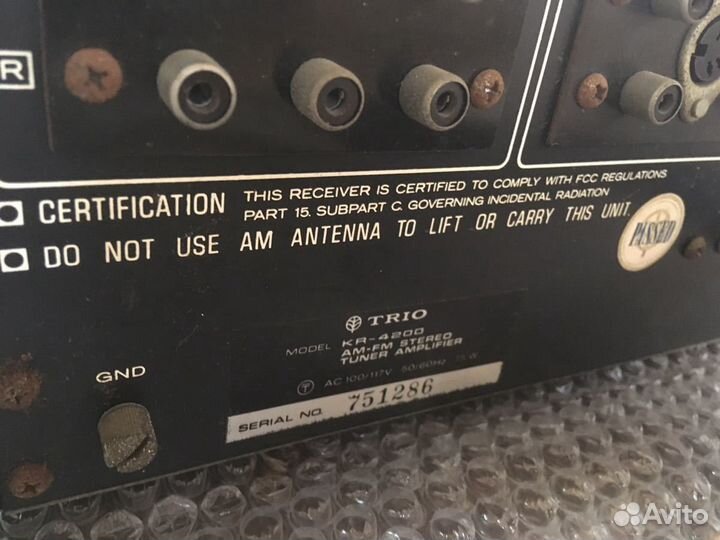 R
CERTIFICATION THIS RECEIVER IS CERTIFIED TO COMPLY WITH FCC REGULATIONS
PART 15. SUBPART C. GOVERNING INCIDENTAL RADIATION
DO NOT USE AM ANTENNA TO LIFT OR CARRY THIS UNIT.
PASSED
TRIO
MODEL KR-4200
AM-FM STEREO
TUNER AMPLIFIER
T AC 100/117V 50/60Hz 75 W
SERIAL NO. 751286
GND
Avito